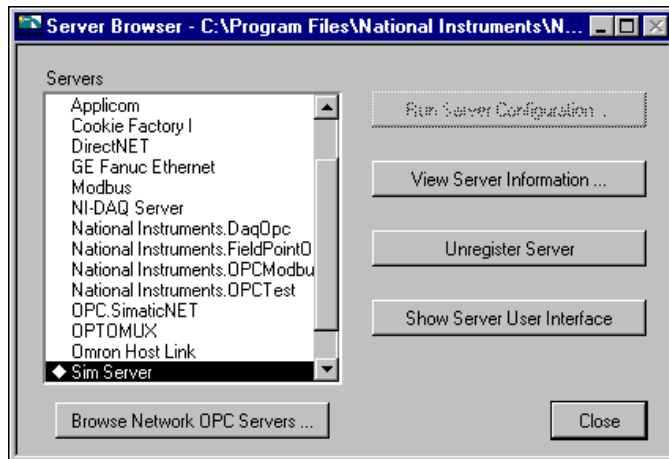 Server Browser - C:\Program Files\National Instruments\N...
Servers
Applicom
Cookie Factory I
DirectNET
GE Fanuc Ethernet
Modbus
NI-DAQ Server
National Instruments.DaqOpc
National Instruments.FieldPointO
National Instruments.OPCModbu
National Instruments.OPCTest
OPC.SimaticNET
OPTOMUX
Omron Host Link
Sim Server
Browse Network OPC Servers ...
Run Server Configuration ..
View Server Information ...
Unregister Server
Show Server User Interface
Close